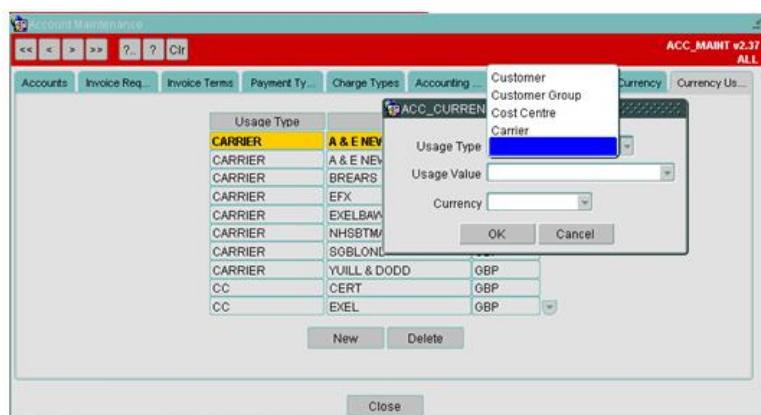 Account Maintenance
<< < > >> ?.. ? Clr
ACC_MAINT v2.37
ALL
Accounts Invoice Req... Invoice Terms Payment Ty... Charge Types Accounting ... Currency Currency Us...
Customer
Customer Group
Cost Centre
Carrier
ACC_CURREN
Usage Type
Usage Value
Currency
OK Cancel
Usage Type
CARRIER A & E NEW
CARRIER A & E NEW
CARRIER BREARS
CARRIER EFX
CARRIER EXELBAW
CARRIER NHSBTM
CARRIER SGBLOND
CARRIER YUILL & DODD GBP
CC CERT GBP
CC EXEL GBP
New Delete
Close